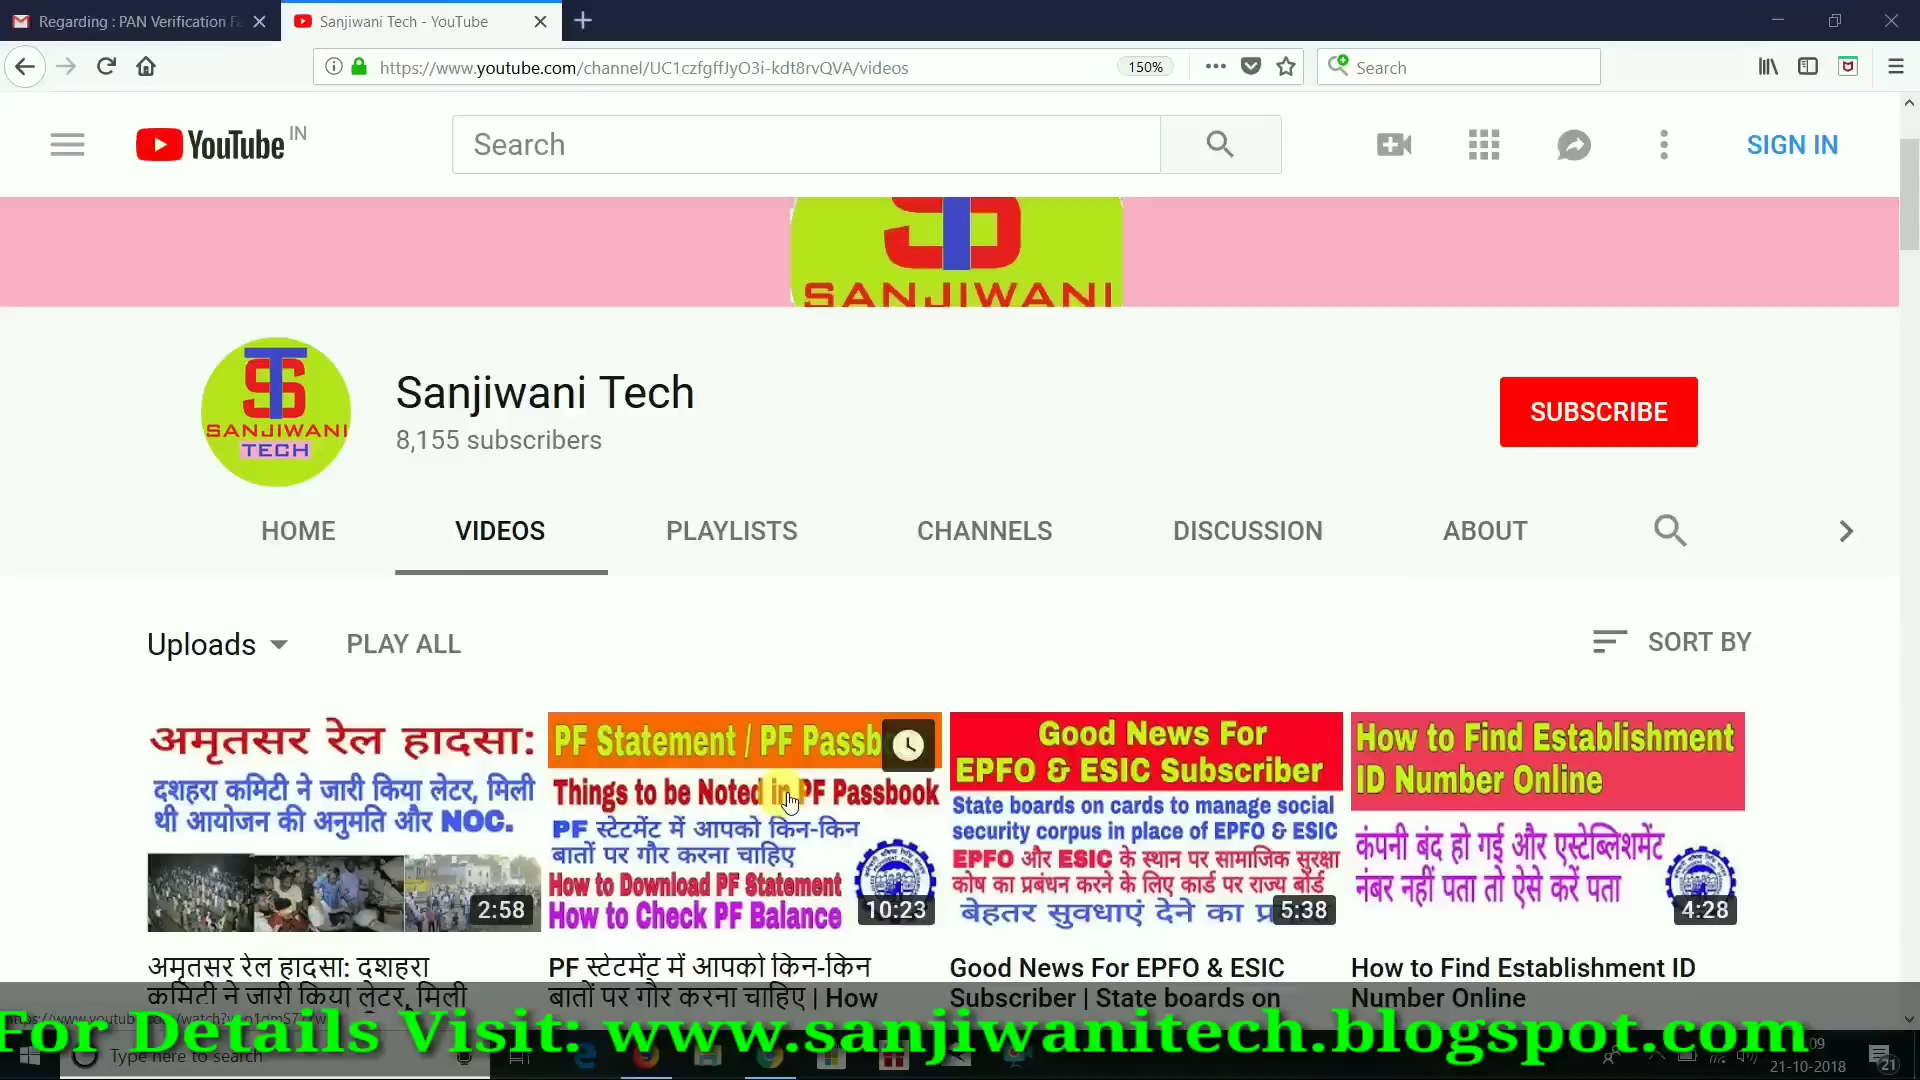 Regarding : PAN Verification Fa
Sanjiwani Tech - YouTube
https://www.youtube.com/channel/UC1czfgffJyO3i-kdt8rvQVA/videos
150%
Search
YouTube IN
Search
SIGN IN
SANJIWANI
SANJIWANI
TECH
Sanjiwani Tech
8,155 subscribers
SUBSCRIBE
HOME
VIDEOS
PLAYLISTS
CHANNELS
DISCUSSION
ABOUT
Uploads
PLAY ALL
SORT BY
अमृतसर रेल हादसा:
दशहरा कमिटी ने जारी किया लेटर, मिली
थी आयोजन की अनुमति और NOC.
2:58
PF Statement / PF Passb
Things to be Noted in PF Passbook
PF स्टेटमेंट में आपको किन-किन
बातों पर गौर करना चाहिए
How to Download PF Statement
How to Check PF Balance
10:23
Good News For
EPFO & ESIC Subscriber
State boards on cards to manage social
security corpus in place of EPFO & ESIC
EPFO और ESIC के स्थान पर सामाजिक सुरक्षा
कोष का प्रबंधन करने के लिए कार्ड पर राज्य बोर्ड
बेहतर सुवधाएं देने का प्र
5:38
How to Find Establishment
ID Number Online
कंपनी बंद हो गई और एस्टेब्लिशमेंट
नंबर नहीं पता तो ऐसे करें पता
4:28
अमृतसर रेल हादसा: दशहरा
कमिटी ने जारी किया लेटर, मिली
PF स्टेटमेंट में आपको किन-किन
बातों पर गौर करना चाहिए | How
Good News For EPFO & ESIC
Subscriber | State boards on
How to Find Establishment ID
Number Online
For Details Visit: www.sanjiwanitech.blogspot.com
Type here to search
21-10-2018
21